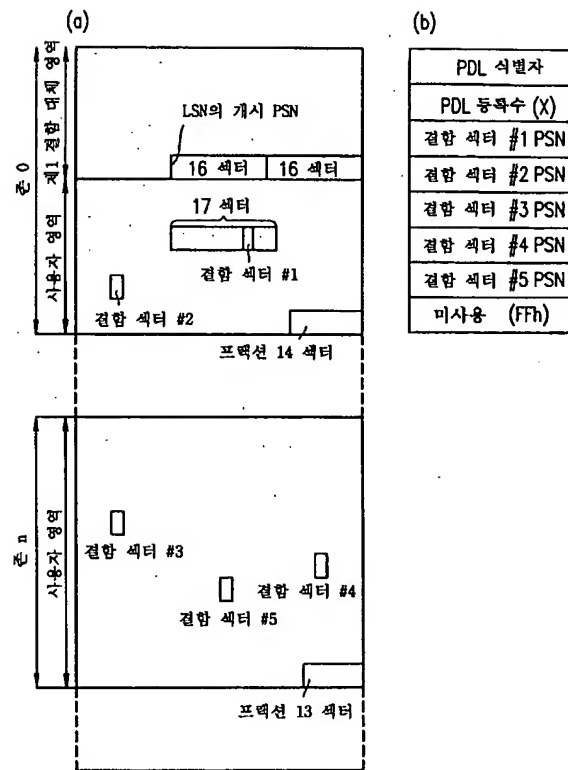 (a)
(b)
존 0
제1 결함 대체 영역
LSN의 개시 PSN
16 섹터
16 섹터
사용자 영역
17 섹터
결함 섹터 #1
결함 섹터 #2
프랙션 14 섹터
존 n
사용자 영역
결함 섹터 #3
결함 섹터 #4
결함 섹터 #5
프랙션 13 섹터
PDL 식별자
PDL 등록수 (X)
결함 섹터 #1 PSN
결함 섹터 #2 PSN
결함 섹터 #3 PSN
결함 섹터 #4 PSN
결함 섹터 #5 PSN
미사용 (FFh)